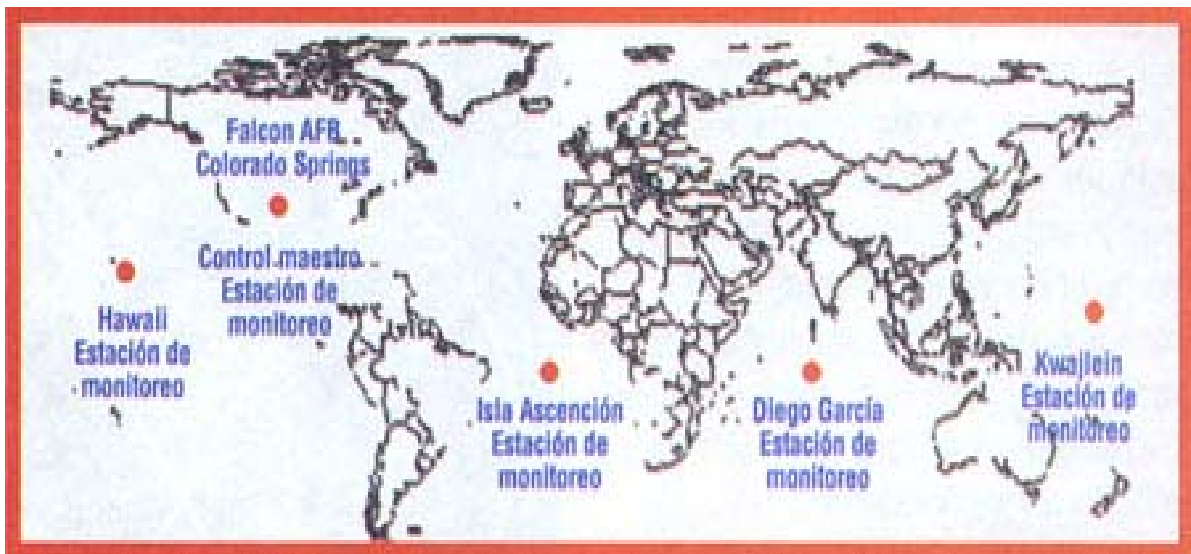 Falcon AFB
Colorado Springs
Control maestro
Estación de
monitoreo
Hawaii
Estación de
monitoreo
Isla Ascención
Estación de
monitoreo
Diego García
Estación de
monitoreo
Kwajlein
Estación de
monitoreo